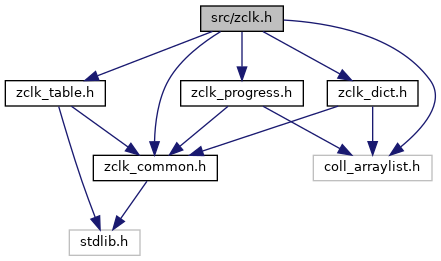 src/zclk.h
zclk_table.h
zclk_progress.h
zclk_dict.h
zclk_common.h
coll_arraylist.h
stdlib.h